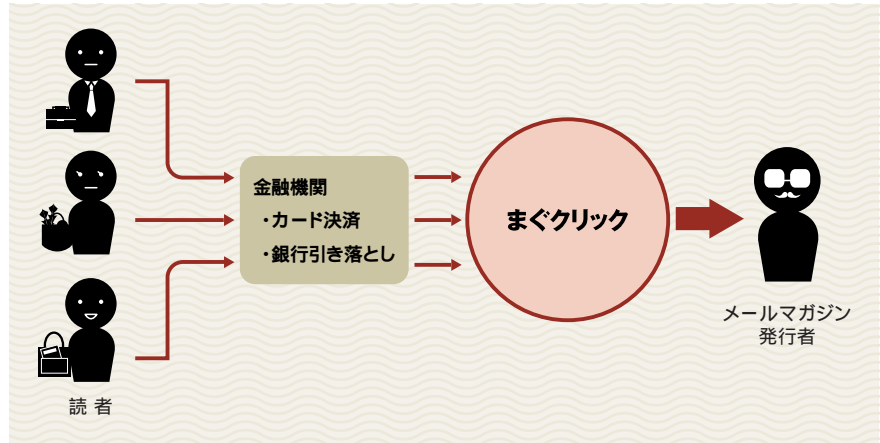 金融機関
・カード決済
・銀行引き落とし
まぐクリック
メールマガジン
発行者
読者